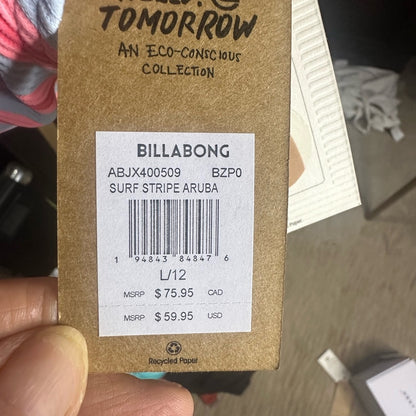 TOMORROW
AN ECO-CONSCIOUS
COLLECTION
BILLABONG
ABJX400509 BZP0
SURF STRIPE ARUBA
1 94843 84847 6
L/12
MSRP $ 75.95 CAD
MSRP $ 59.95 USD
Recycled Paper